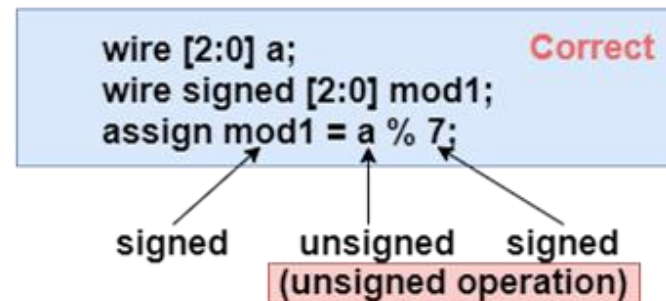 wire [2:0] a;
Correct
wire signed [2:0] mod1;
assign mod1 = a % 7;
signed unsigned signed
(unsigned operation)